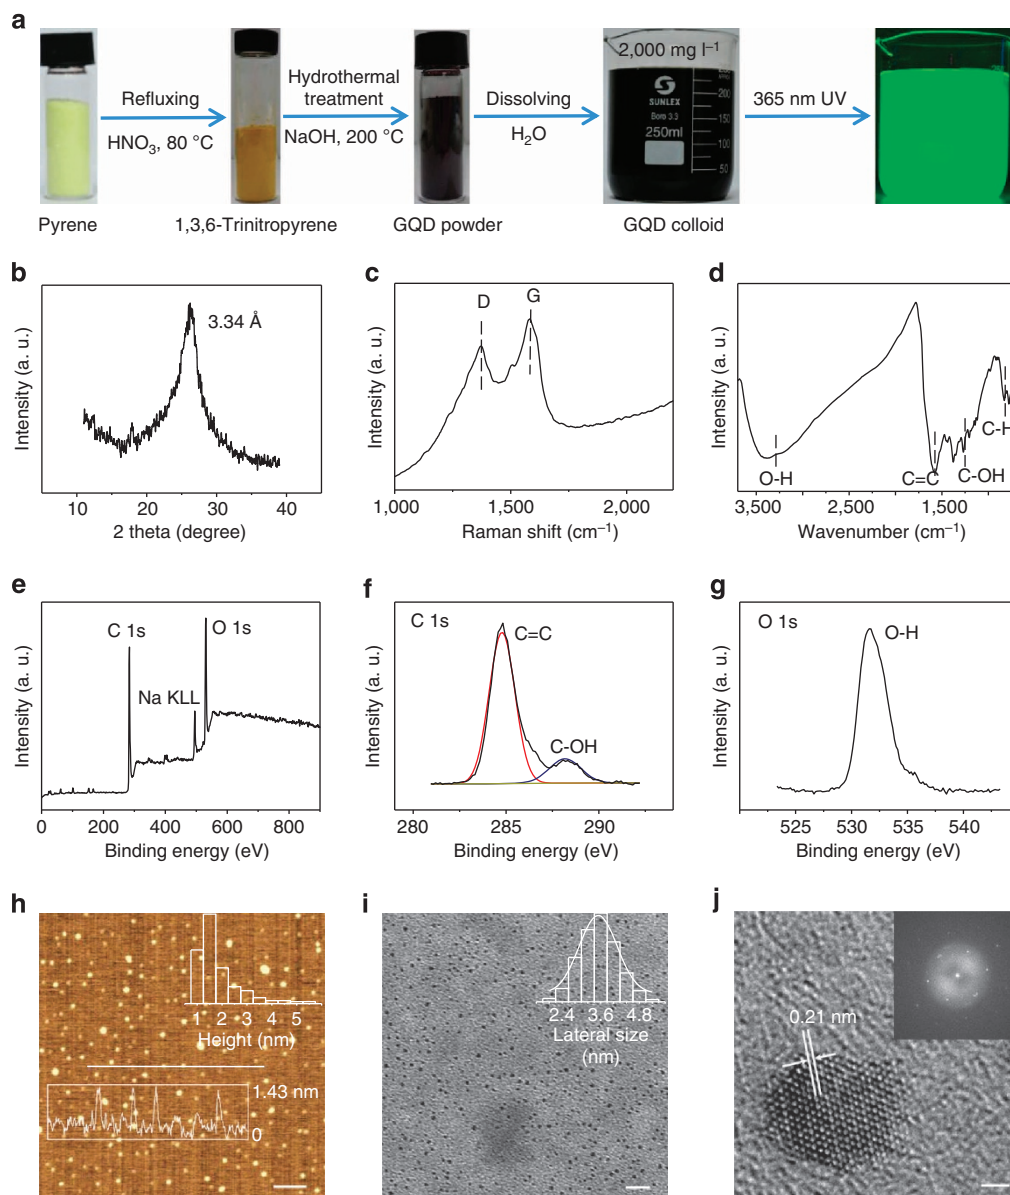 a
Refluxing
HNO₃, 80 °C
Hydrothermal
treatment
NaOH, 200 °C
Dissolving
H₂O
2,000 mg l⁻¹
SUNLEX
Boro 3.3
250ml
200
150
100
50
365 nm UV
Pyrene
1,3,6-Trinitropyrene
GQD powder
GQD colloid
b
3.34 Å
Intensity (a. u.)
10 20 30 40
2 theta (degree)
c
D
G
Intensity (a. u.)
1,000 1,500 2,000
Raman shift (cm⁻¹)
d
O-H
C=C
C-OH
C-H
Intensity (a. u.)
3,500 2,500 1,500
Wavenumber (cm⁻¹)
e
C 1s
Na KLL
O 1s
Intensity (a. u.)
0 200 400 600 800
Binding energy (eV)
f
C 1s
C=C
C-OH
Intensity (a. u.)
280 285 290
Binding energy (eV)
g
O 1s
O-H
Intensity (a. u.)
525 530 535 540
Binding energy (eV)
h
1 2 3 4 5
Height (nm)
1.43 nm
0
i
2.4 3.6 4.8
Lateral size
(nm)
j
0.21 nm